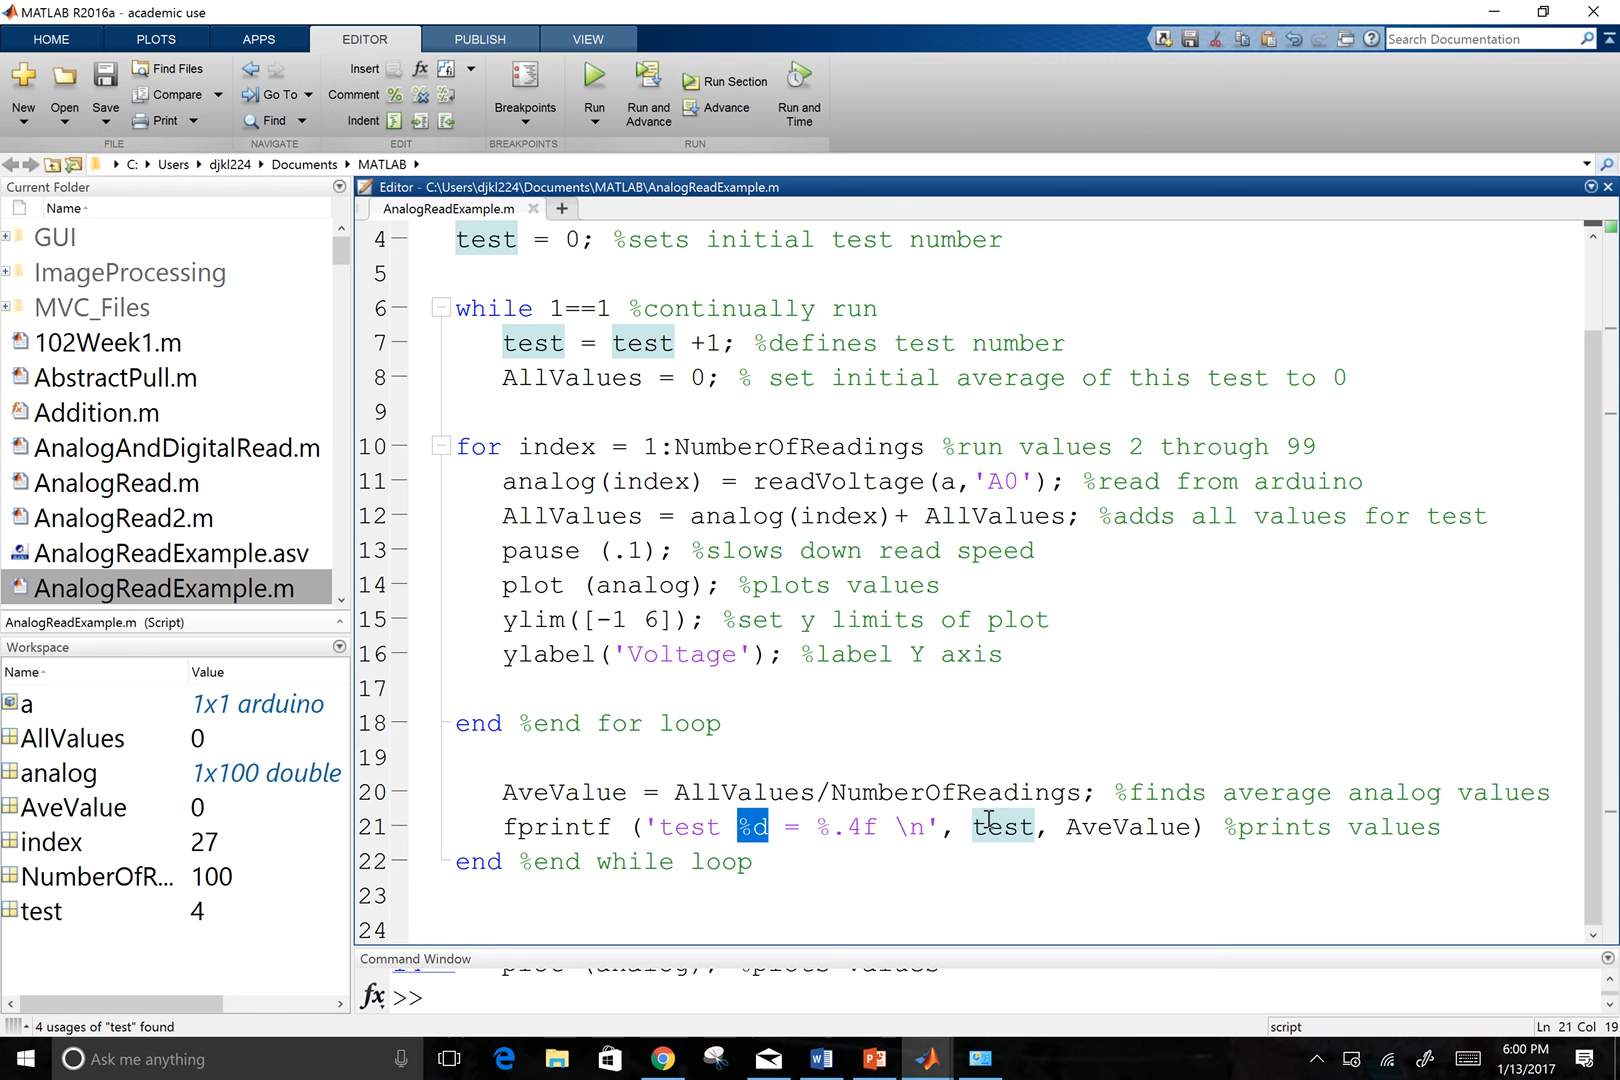 MATLAB R2016a - academic use
HOME PLOTS APPS EDITOR PUBLISH VIEW
Search Documentation
New Open Save
Find Files
Compare
Print
FILE
Go To
Find
NAVIGATE
Insert fx
Comment
Indent
EDIT
Breakpoints
BREAKPOINTS
Run
Run and Advance
Run Section
Advance
Run and Time
RUN
C: Users djkl224 Documents MATLAB
Current Folder
Name
GUI
ImageProcessing
MVC_Files
102Week1.m
AbstractPull.m
Addition.m
AnalogAndDigitalRead.m
AnalogRead.m
AnalogRead2.m
AnalogReadExample.asv
AnalogReadExample.m
AnalogReadExample.m (Script)
Workspace
Name Value
a 1x1 arduino
AllValues 0
analog 1x100 double
AveValue 0
index 27
NumberOfR... 100
test 4
Editor - C:\Users\djkl224\Documents\MATLAB\AnalogReadExample.m
AnalogReadExample.m
4 test = 0; %sets initial test number
5
6 while 1==1 %continually run
7 test = test +1; %defines test number
8 AllValues = 0; % set initial average of this test to 0
9
10 for index = 1:NumberOfReadings %run values 2 through 99
11 analog(index) = readVoltage(a,'A0'); %read from arduino
12 AllValues = analog(index)+ AllValues; %adds all values for test
13 pause (.1); %slows down read speed
14 plot (analog); %plots values
15 ylim([-1 6]); %set y limits of plot
16 ylabel('Voltage'); %label Y axis
17
18 end %end for loop
19
20 AveValue = AllValues/NumberOfReadings; %finds average analog values
21 fprintf ('test %d = %.4f \n', test, AveValue) %prints values
22 end %end while loop
23
24
Command Window
plot (analog); %plots values
fx >>
4 usages of "test" found
script
Ln 21 Col 19
Ask me anything
6:00 PM
1/13/2017